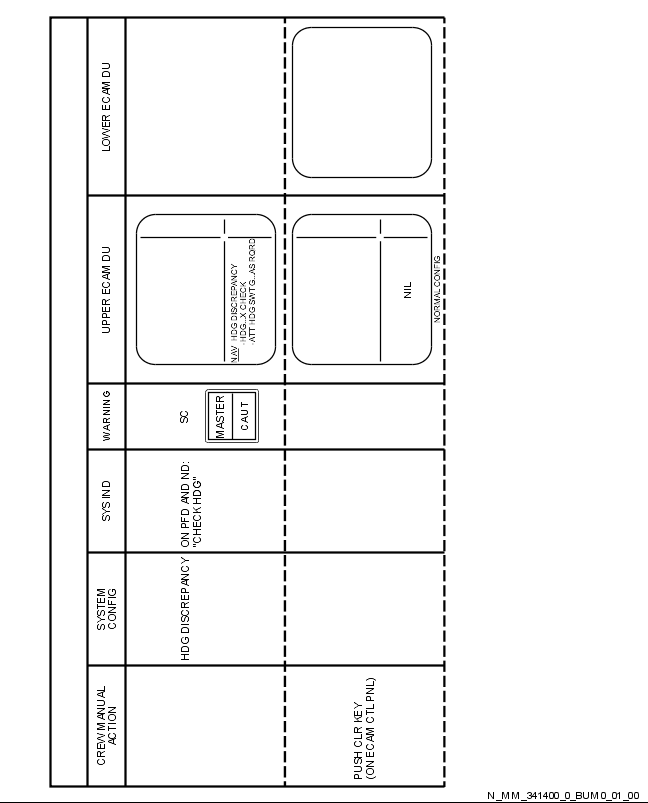 CREW MANUAL
ACTION
SYSTEM
CONFIG
SYS IND
WARNING
UPPER ECAM DU
LOWER ECAM DU
HDG DISCREPANCY
ON PFD AND ND:
"CHECK HDG"
SC
MASTER
CAUT
NAV HDG DISCREPANCY
-HDG..X CHECK
-ATT HDG SWTG..AS RQRD
PUSH CLR KEY
(ON ECAM CTL PNL)
NIL
NORMAL CONFIG
N_MM_341400_0_BUM0_01_00